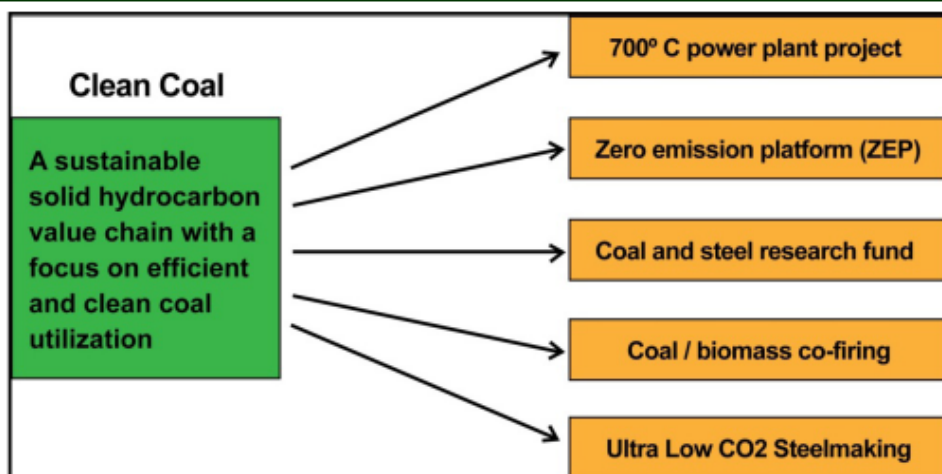 Clean Coal
A sustainable
solid hydrocarbon
value chain with a
focus on efficient
and clean coal
utilization
700º C power plant project
Zero emission platform (ZEP)
Coal and steel research fund
Coal / biomass co-firing
Ultra Low CO2 Steelmaking